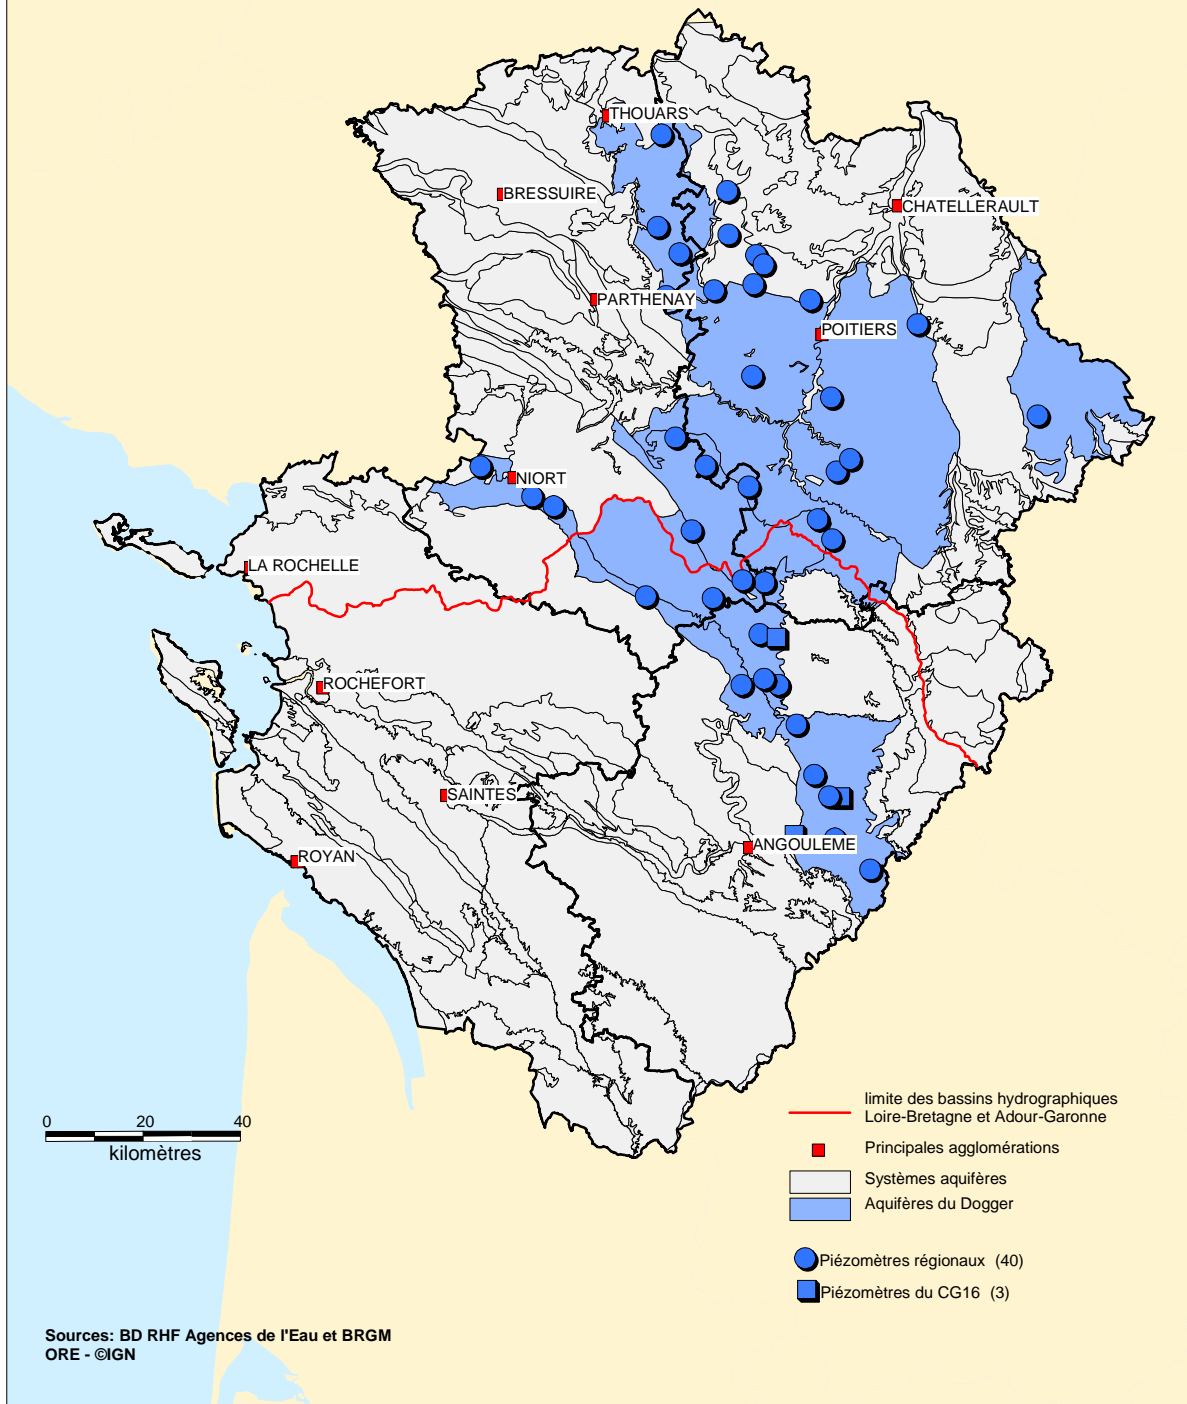 THOUARS
BRESSUIRE
CHATELLERAULT
PARTHENAY
POITIERS
NIORT
LA ROCHELLE
ROCHEFORT
SAINTES
ANGOULEME
ROYAN
0 20 40
kilomètres
limite des bassins hydrographiques
Loire-Bretagne et Adour-Garonne
Principales agglomérations
Systèmes aquifères
Aquifères du Dogger
Piézomètres régionaux (40)
Piézomètres du CG16 (3)
Sources: BD RHF Agences de l'Eau et BRGM
ORE - ©IGN